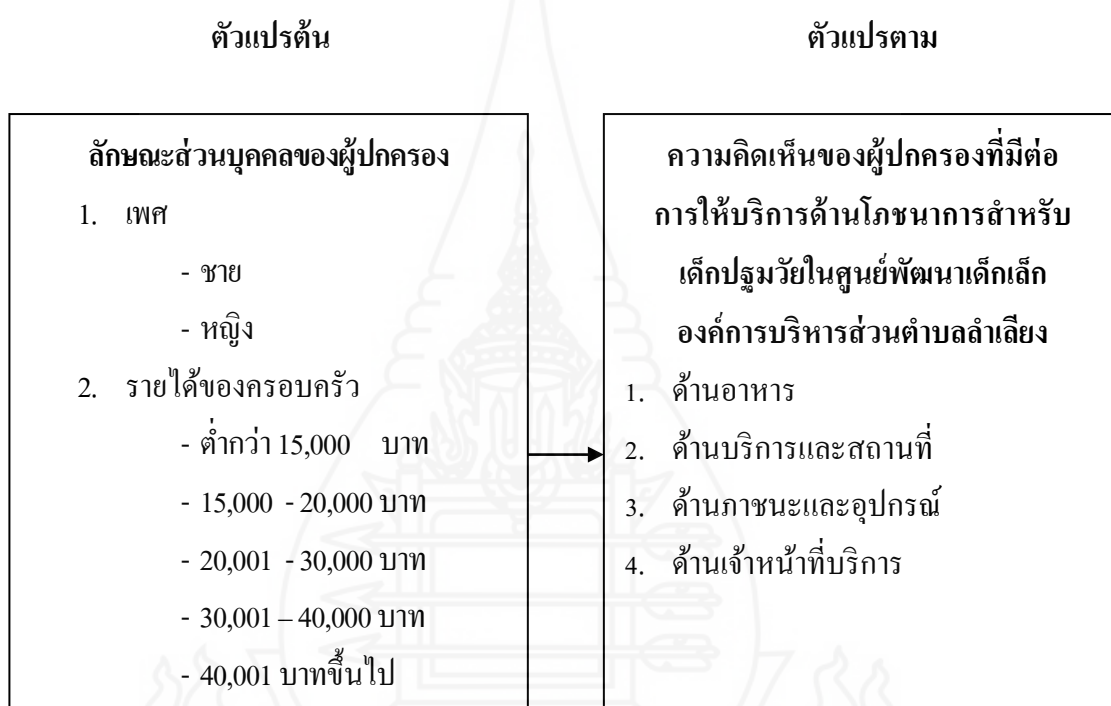 ตัวแปรต้น
ตัวแปรตาม
ลักษณะส่วนบุคคลของผู้ปกครอง
1. เพศ
- ชาย
- หญิง
2. รายได้ของครอบครัว
- ต่ำกว่า 15,000 บาท
- 15,000 - 20,000 บาท
- 20,001 - 30,000 บาท
- 30,001 – 40,000 บาท
- 40,001 บาทขึ้นไป
ความคิดเห็นของผู้ปกครองที่มีต่อ
การให้บริการด้านโภชนาการสำหรับ
เด็กปฐมวัยในศูนย์พัฒนาเด็กเล็ก
องค์การบริหารส่วนตำบลลำเลียง
1. ด้านอาหาร
2. ด้านบริการและสถานที่
3. ด้านภาชนะและอุปกรณ์
4. ด้านเจ้าหน้าที่บริการ